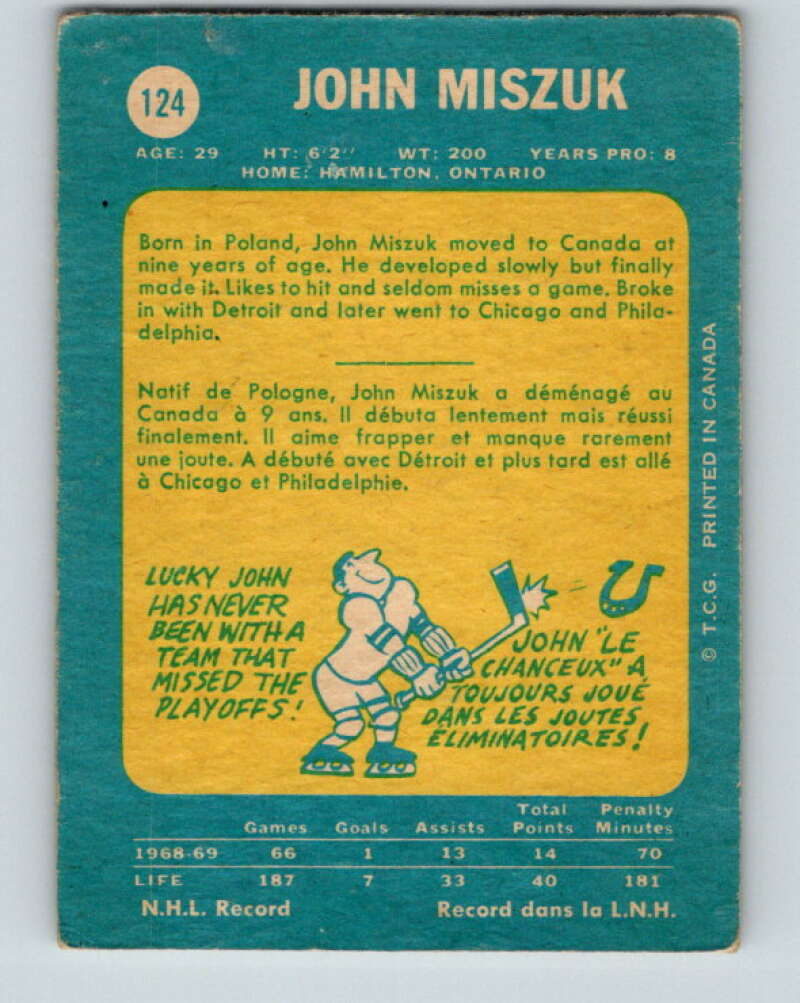 124
JOHN MISZUK
AGE: 29 HT: 6'2" WT: 200 YEARS PRO: 8
HOME: HAMILTON, ONTARIO
Born in Poland, John Miszuk moved to Canada at
nine years of age. He developed slowly but finally
made it. Likes to hit and seldom misses a game. Broke
in with Detroit and later went to Chicago and Phila-
delphia.
Natif de Pologne, John Miszuk a déménagé au
Canada à 9 ans. Il débuta lentement mais réussi
finalement. Il aime frapper et manque rarement
une joute. A débuté avec Détroit et plus tard est allé
à Chicago et Philadelphie.
LUCKY JOHN
HAS NEVER
BEEN WITH A
TEAM THAT
MISSED THE
PLAYOFFS!
JOHN "LE
CHANCEUX" A
TOUJOURS JOUÉ
DANS LES JOUTES
ÉLIMINATOIRES!
© T.C.G. PRINTED IN CANADA
Total Penalty
Games Goals Assists Points Minutes
1968-69 66 1 13 14 70
LIFE 187 7 33 40 181
N.H.L. Record Record dans la L.N.H.